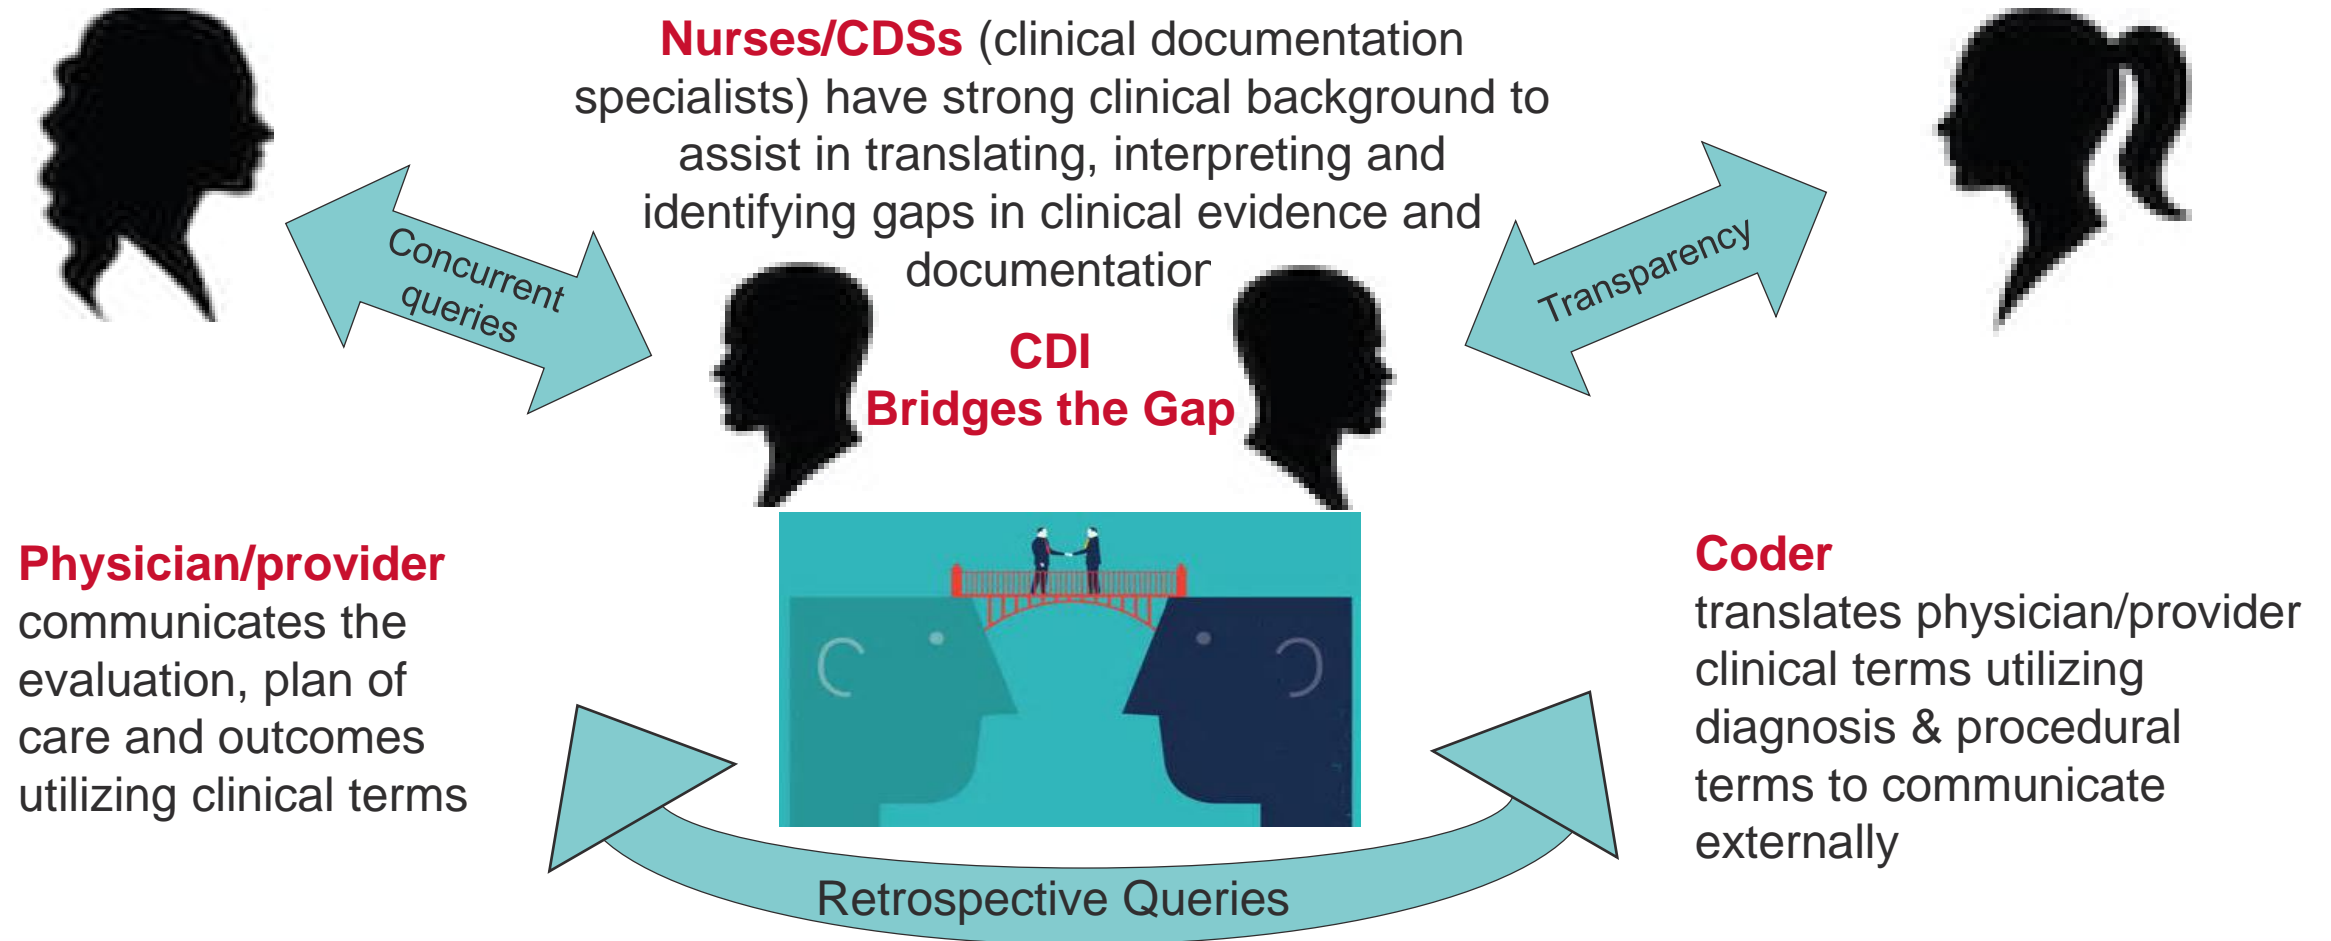 Nurses/CDSs (clinical documentation
specialists) have strong clinical background to
assist in translating, interpreting and
identifying gaps in clinical evidence and
documentation
Concurrent
queries
Transparency
CDI
Bridges the Gap
Physician/provider
communicates the
evaluation, plan of
care and outcomes
utilizing clinical terms
Coder
translates physician/provider
clinical terms utilizing
diagnosis & procedural
terms to communicate
externally
Retrospective Queries